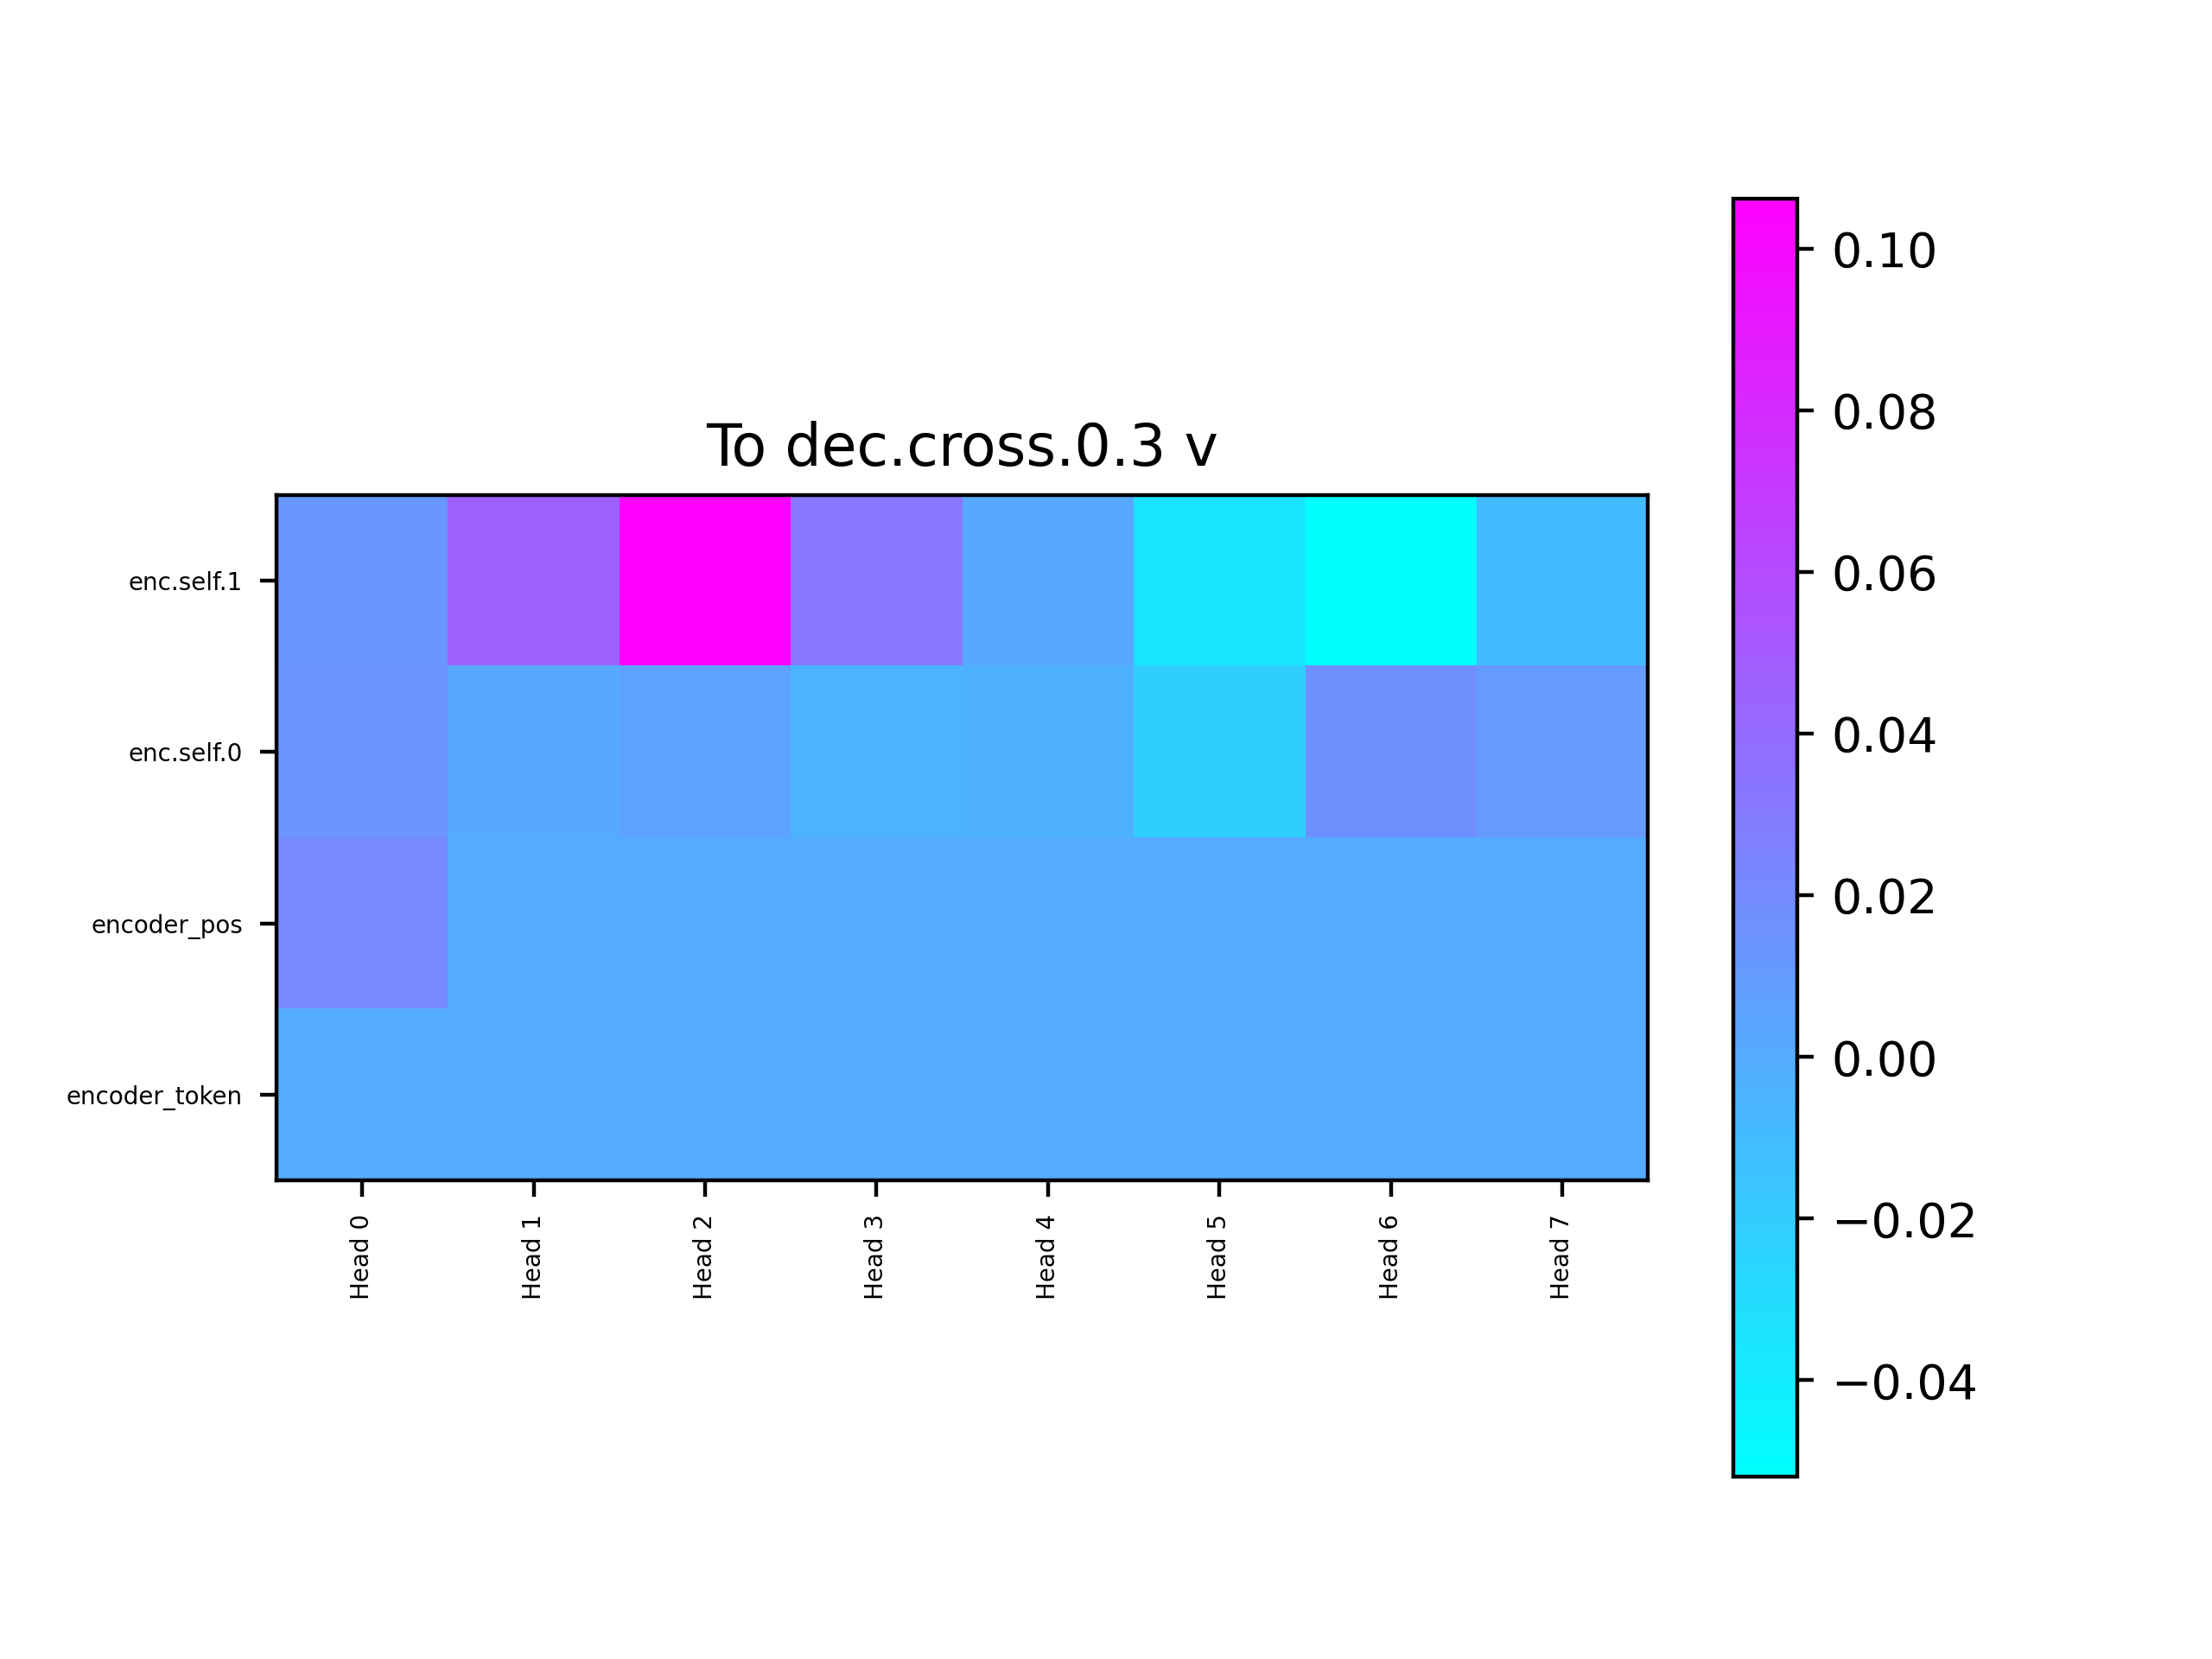 To dec.cross.0.3 v
enc.self.1
enc.self.0
encoder_pos
encoder_token
Head 0
Head 1
Head 2
Head 3
Head 4
Head 5
Head 6
Head 7
0.10
0.08
0.06
0.04
0.02
0.00
−0.02
−0.04